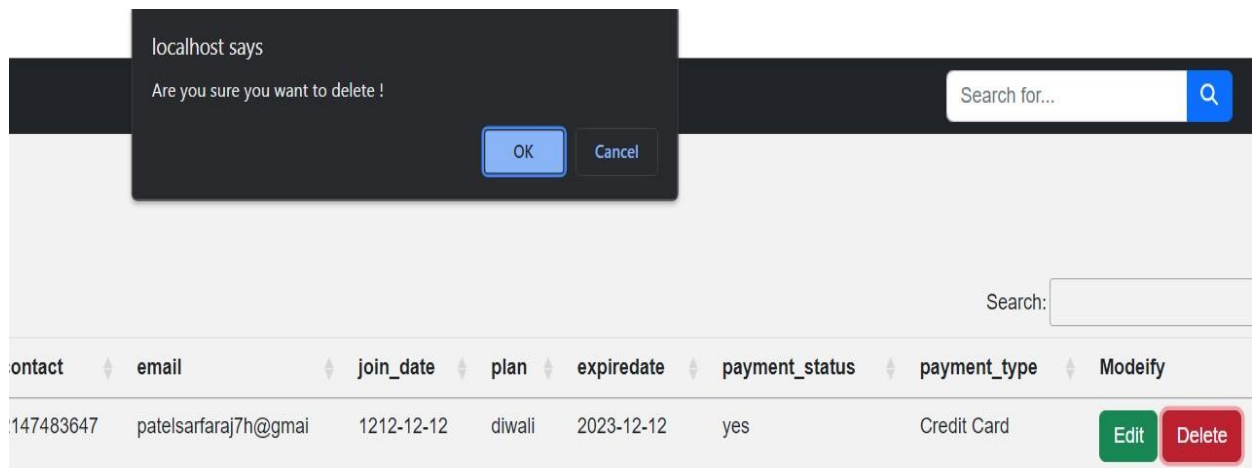 localhost says
Are you sure you want to delete !
OK Cancel
Search for...
Search:
contact email join_date plan expiredate payment_status payment_type Modeify
2147483647 patelsarfaraj7h@gmai 1212-12-12 diwali 2023-12-12 yes Credit Card Edit Delete